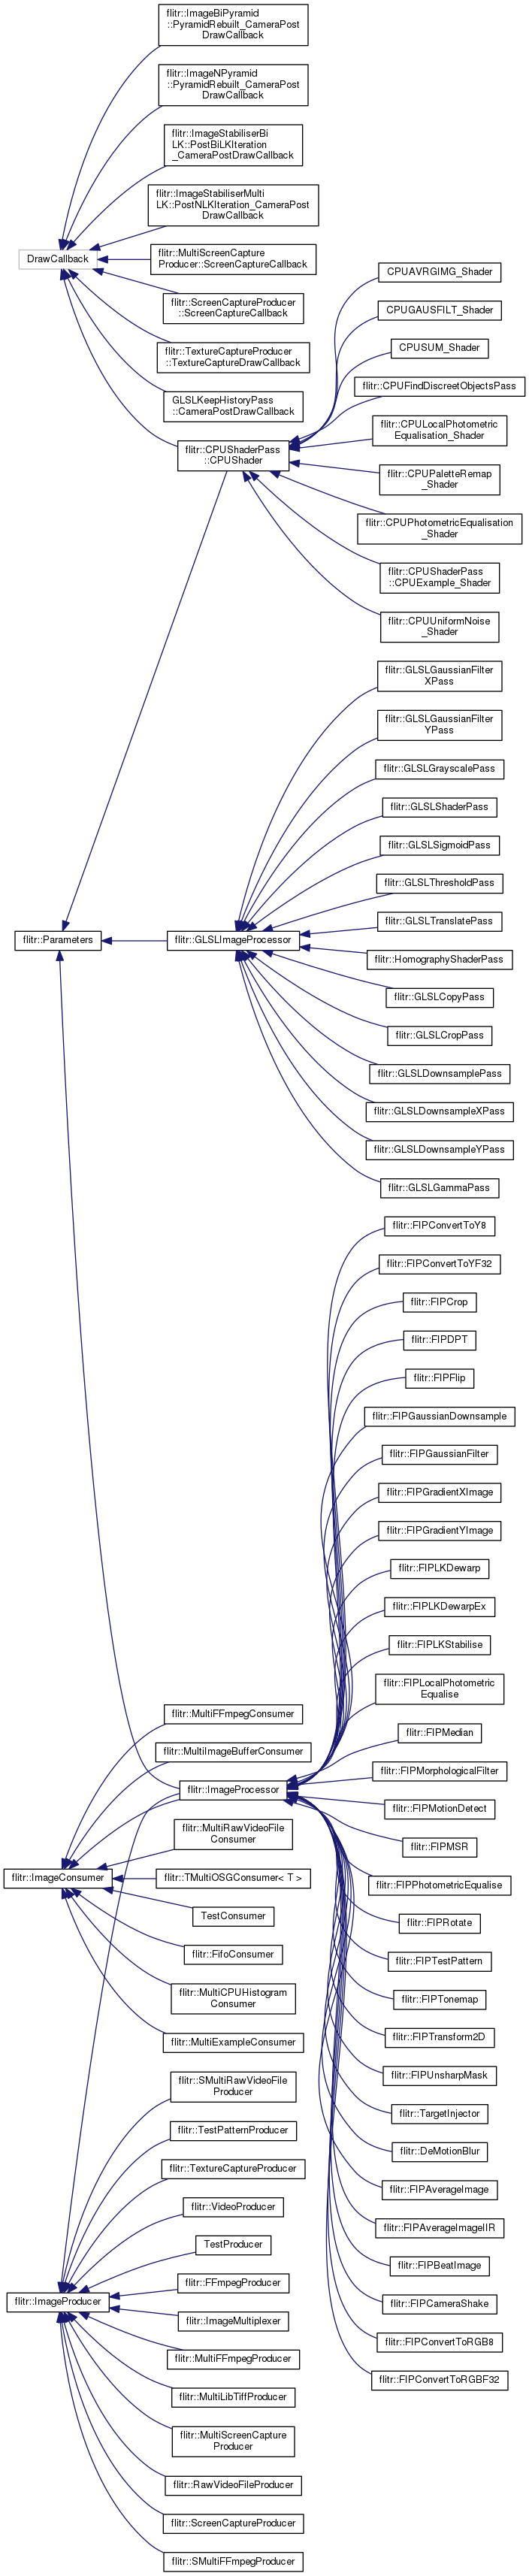 flitr::ImageBiPyramid
::PyramidRebuilt_CameraPost
DrawCallback
flitr::ImageNPyramid
::PyramidRebuilt_CameraPost
DrawCallback
flitr::ImageStabiliserBi
LK::PostBiLKIteration
_CameraPostDrawCallback
flitr::ImageStabiliserMulti
LK::PostNLKIteration_CameraPost
DrawCallback
DrawCallback
flitr::MultiScreenCapture
Producer::ScreenCaptureCallback
flitr::ScreenCaptureProducer
::ScreenCaptureCallback
flitr::TextureCaptureProducer
::TextureCaptureDrawCallback
GLSLKeepHistoryPass
::CameraPostDrawCallback
flitr::CPUShaderPass
::CPUShader
CPUAVRGIMG_Shader
CPUGAUSFILT_Shader
CPUSUM_Shader
flitr::CPUFindDiscreetObjectsPass
flitr::CPULocalPhotometric
Equalisation_Shader
flitr::CPUPaletteRemap
_Shader
flitr::CPUPhotometricEqualisation
_Shader
flitr::CPUShaderPass
::CPUExample_Shader
flitr::CPUUniformNoise
_Shader
flitr::Parameters
flitr::GLSLImageProcessor
flitr::GLSLGaussianFilter
XPass
flitr::GLSLGaussianFilter
YPass
flitr::GLSLGrayscalePass
flitr::GLSLShaderPass
flitr::GLSLSigmoidPass
flitr::GLSLThresholdPass
flitr::GLSLTranslatePass
flitr::HomographyShaderPass
flitr::GLSLCopyPass
flitr::GLSLCropPass
flitr::GLSLDownsamplePass
flitr::GLSLDownsampleXPass
flitr::GLSLDownsampleYPass
flitr::GLSLGammaPass
flitr::FIPConvertToY8
flitr::FIPConvertToYF32
flitr::FIPCrop
flitr::FIPDPT
flitr::FIPFlip
flitr::FIPGaussianDownsample
flitr::FIPGaussianFilter
flitr::FIPGradientXImage
flitr::FIPGradientYImage
flitr::FIPLKDewarp
flitr::FIPLKDewarpEx
flitr::FIPLKStabilise
flitr::FIPLocalPhotometric
Equalise
flitr::FIPMedian
flitr::FIPMorphologicalFilter
flitr::FIPMotionDetect
flitr::FIPMSR
flitr::FIPPhotometricEqualise
flitr::FIPRotate
flitr::FIPTestPattern
flitr::FIPTonemap
flitr::FIPTransform2D
flitr::FIPUnsharpMask
flitr::TargetInjector
flitr::DeMotionBlur
flitr::FIPAverageImage
flitr::FIPAverageImageIIR
flitr::FIPBeatImage
flitr::FIPCameraShake
flitr::FIPConvertToRGB8
flitr::FIPConvertToRGBF32
flitr::ImageConsumer
flitr::MultiFFmpegConsumer
flitr::MultiImageBufferConsumer
flitr::ImageProcessor
flitr::MultiRawVideoFile
Consumer
flitr::TMultiOSGConsumer< T >
TestConsumer
flitr::FifoConsumer
flitr::MultiCPUHistogram
Consumer
flitr::MultiExampleConsumer
flitr::ImageProducer
flitr::SMultiRawVideoFile
Producer
flitr::TestPatternProducer
flitr::TextureCaptureProducer
flitr::VideoProducer
TestProducer
flitr::FFmpegProducer
flitr::ImageMultiplexer
flitr::MultiFFmpegProducer
flitr::MultiLibTiffProducer
flitr::MultiScreenCapture
Producer
flitr::RawVideoFileProducer
flitr::ScreenCaptureProducer
flitr::SMultiFFmpegProducer